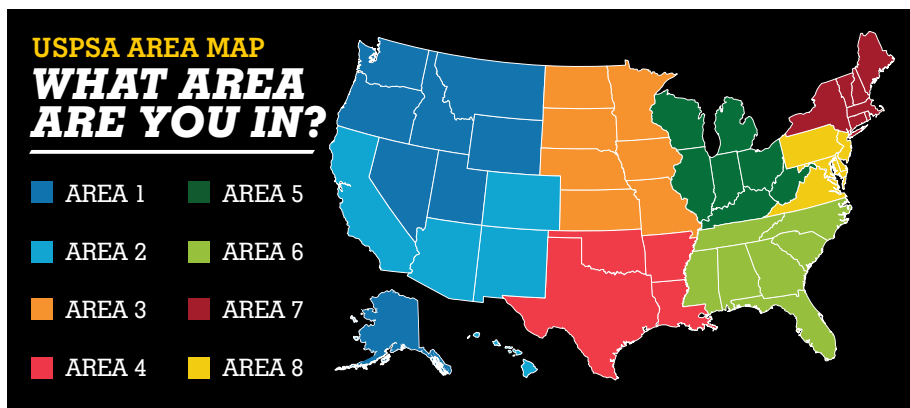 USPSA AREA MAP
WHAT AREA
ARE YOU IN?
AREA 1
AREA 2
AREA 3
AREA 4
AREA 5
AREA 6
AREA 7
AREA 8